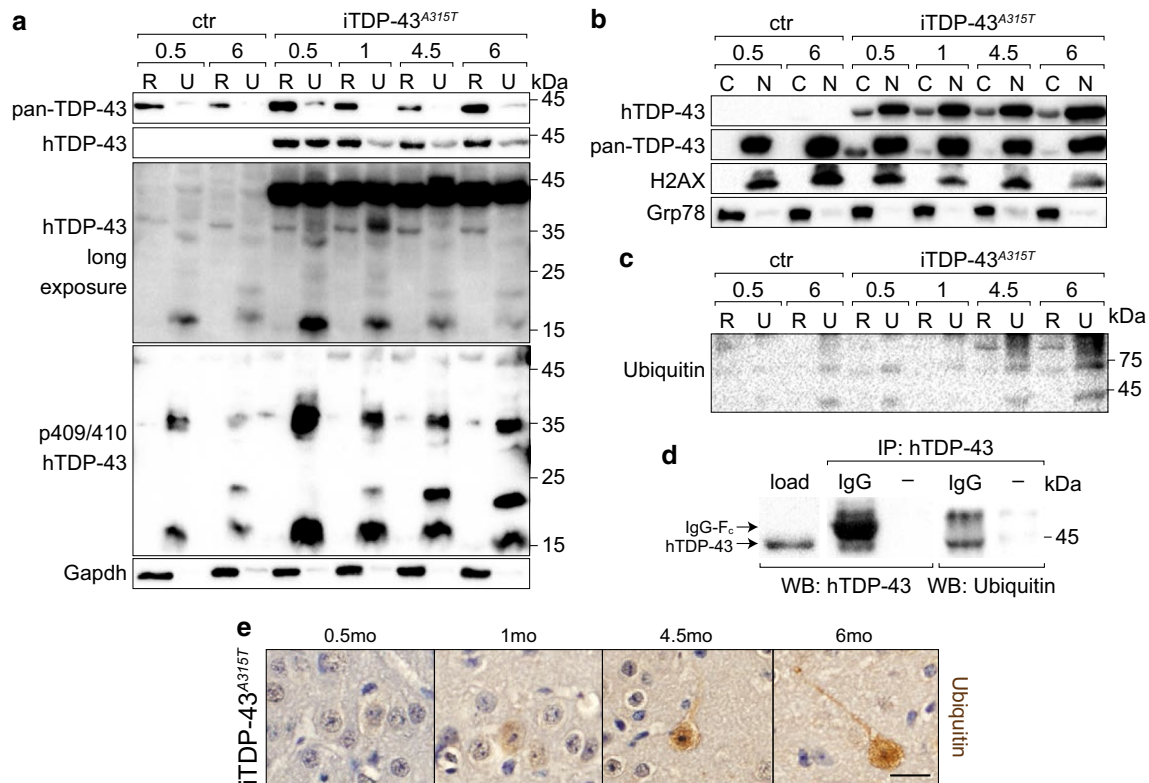 a
ctr iTDP-43A315T
0.5 6 0.5 1 4.5 6
R U R U R U R U R U R U kDa
pan-TDP-43 45
hTDP-43 45
45
hTDP-43 35
long
exposure 25
15
45
p409/410 35
hTDP-43
25
15
Gapdh
b
ctr iTDP-43A315T
0.5 6 0.5 1 4.5 6
C N C N C N C N C N C N
hTDP-43
pan-TDP-43
H2AX
Grp78
c
ctr iTDP-43A315T
0.5 6 0.5 1 4.5 6
R U R U R U R U R U R U kDa
Ubiquitin 75
45
d
IP: hTDP-43
load IgG – IgG – kDa
IgG-Fc
hTDP-43 45
WB: hTDP-43 WB: Ubiquitin
e
0.5mo 1mo 4.5mo 6mo
iTDP-43A315T
Ubiquitin